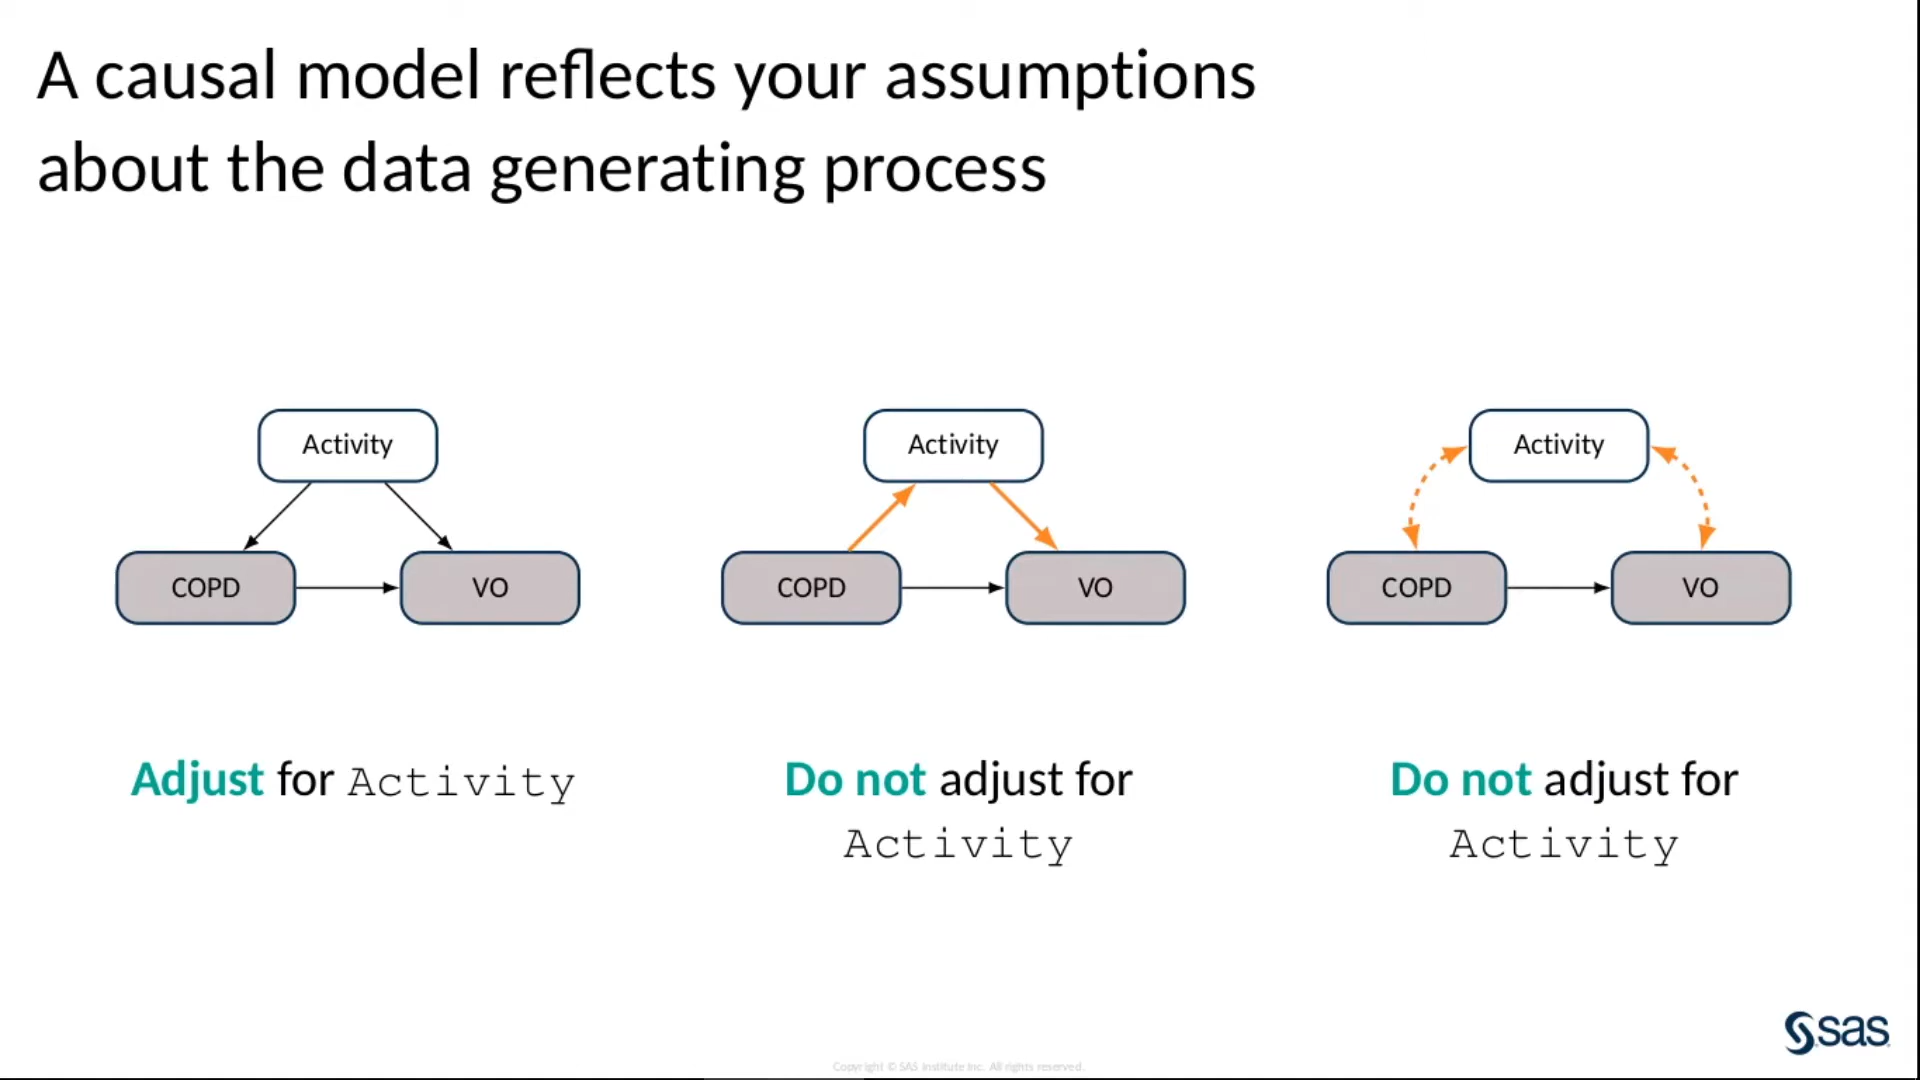 A causal model reflects your assumptions
about the data generating process
Activity
COPD
VO
Activity
COPD
VO
Activity
COPD
VO
Adjust for Activity
Do not adjust for
Activity
Do not adjust for
Activity
sas
Copyright © SAS Institute Inc. All rights reserved.